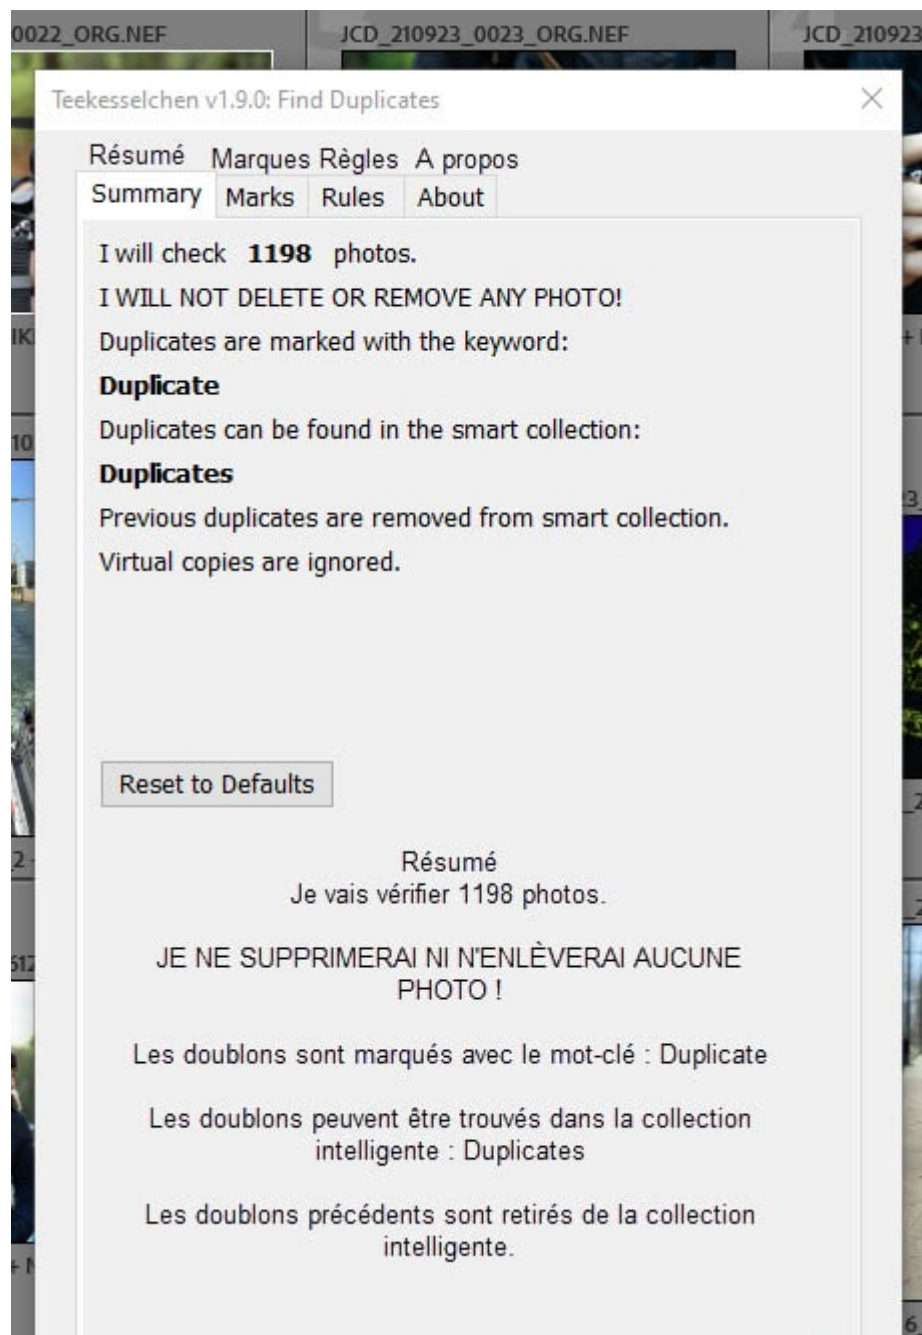 0022_ORG.NEF
JCD_210923_0023_ORG.NEF
JCD_210923
Teekesselchen v1.9.0: Find Duplicates
Résumé Marques Règles A propos
Summary Marks Rules About
I will check 1198 photos.
I WILL NOT DELETE OR REMOVE ANY PHOTO!
Duplicates are marked with the keyword:
Duplicate
Duplicates can be found in the smart collection:
Duplicates
Previous duplicates are removed from smart collection.
Virtual copies are ignored.
Reset to Defaults
Résumé
Je vais vérifier 1198 photos.
JE NE SUPPRIMERAI NI N'ENLÈVERAI AUCUNE
PHOTO !
Les doublons sont marqués avec le mot-clé : Duplicate
Les doublons peuvent être trouvés dans la collection
intelligente : Duplicates
Les doublons précédents sont retirés de la collection
intelligente.